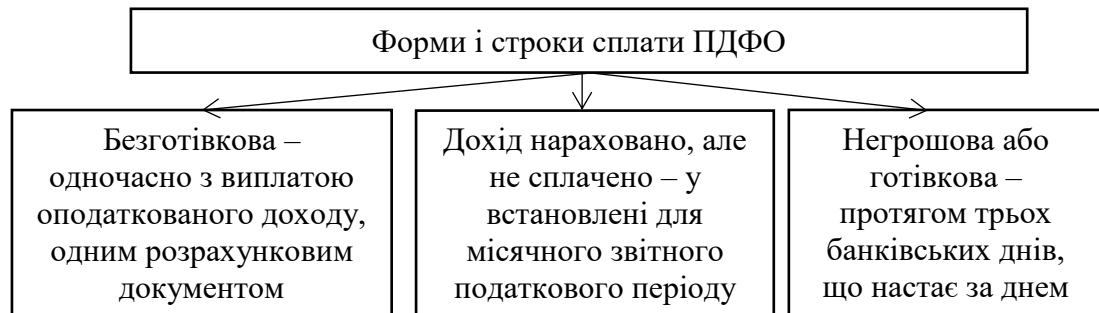 Форми і строки сплати ПДФО
Безготівкова –
одночасно з виплатою
оподаткованого доходу,
одним розрахунковим
документом
Дохід нараховано, але
не сплачено – у
встановлені для
місячного звітного
податкового періоду
Негрошова або
готівкова –
протягом трьох
банківських днів,
що настає за днем